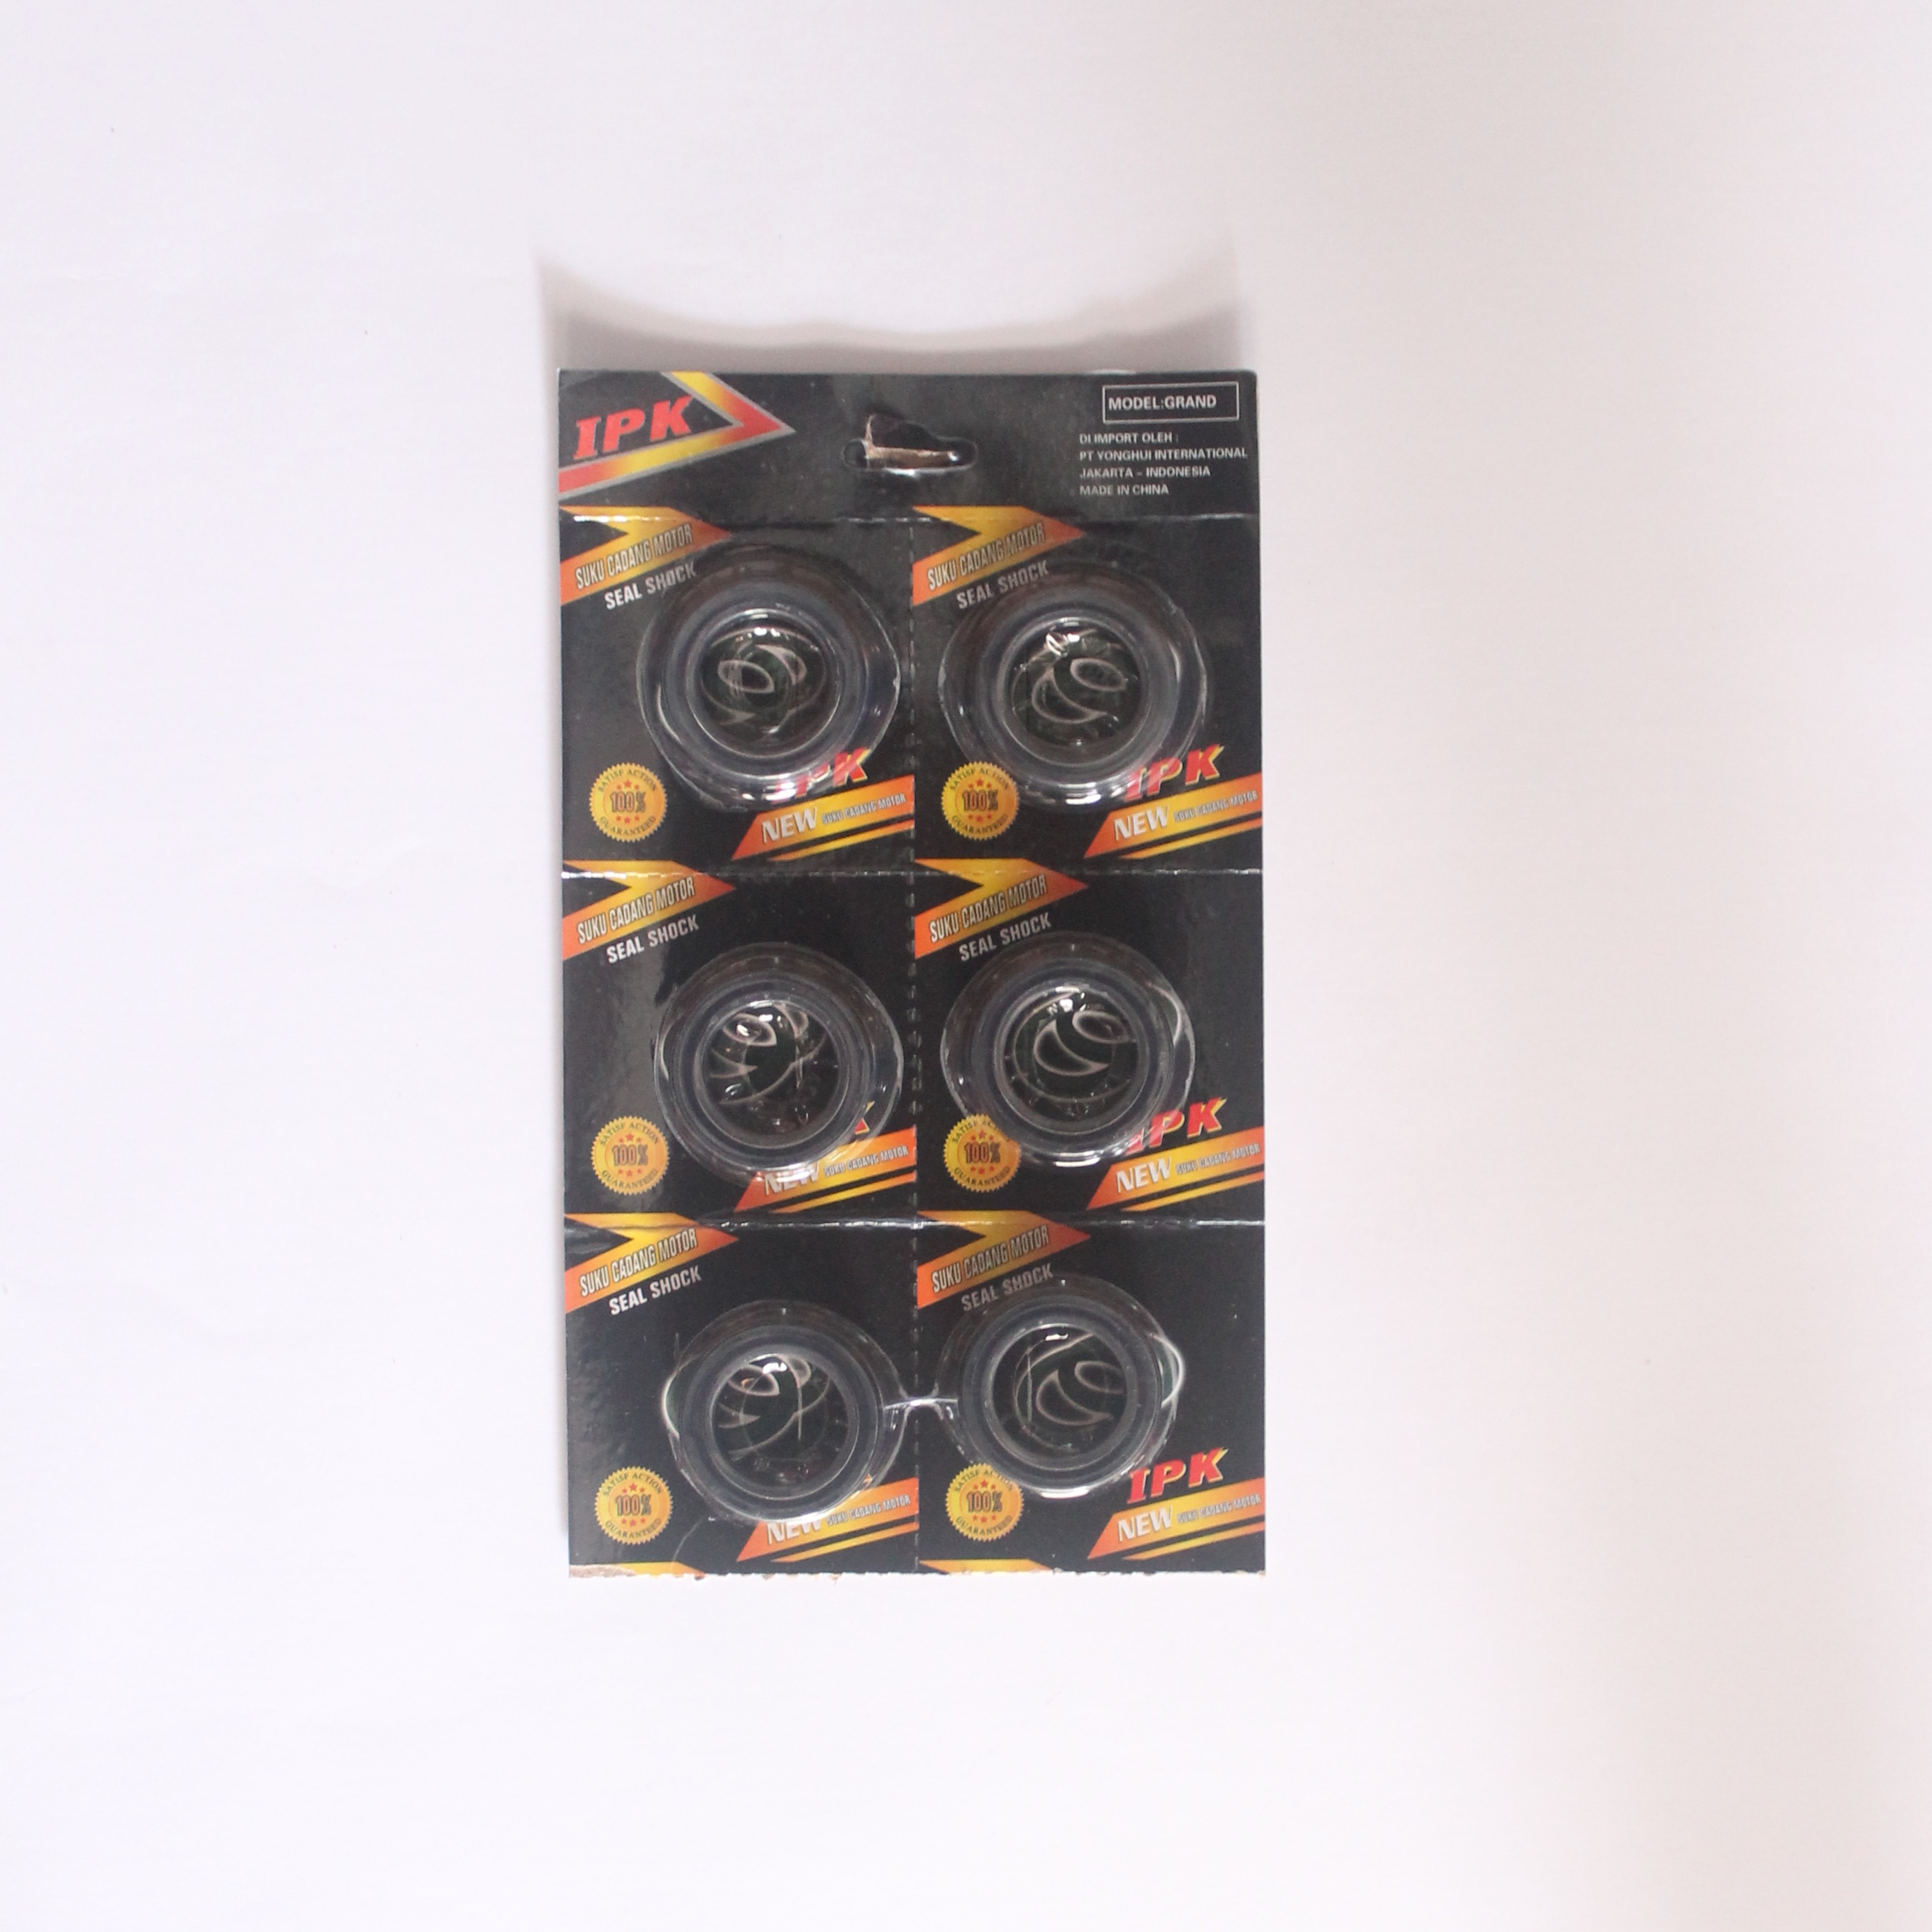 IPK
MODEL:GRAND
DI IMPORT OLEH :
PT YONGHUI INTERNATIONAL
JAKARTA – INDONESIA
MADE IN CHINA
SUKU CADANG MOTOR
SEAL SHOCK
SUKU CADANG MOTOR
SEAL SHOCK
SATISF ACTION
100%
GUARANTEED
IPK
NEW SUKU CADANG MOTOR
SATISF ACTION
100%
GUARANTEED
IPK
NEW SUKU CADANG MOTOR
SUKU CADANG MOTOR
SEAL SHOCK
SUKU CADANG MOTOR
SEAL SHOCK
SATISF ACTION
100%
GUARANTEED
NEW SUKU CADANG MOTOR
100%
GUARANTEED
IPK
NEW SUKU CADANG MOTOR
SUKU CADANG MOTOR
SEAL SHOCK
SUKU CADANG MOTOR
SEAL SHOCK
SATISF ACTION
100%
GUARANTEED
NEW SUKU CADANG MOTOR
SATISF ACTION
100%
GUARANTEED
IPK
NEW SUKU CADANG MOTOR